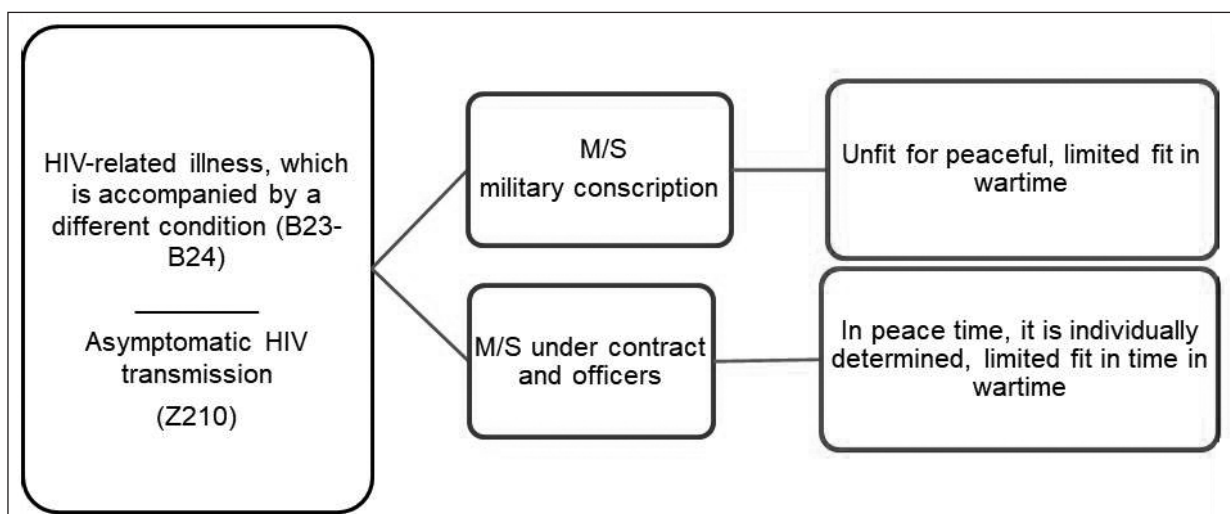 HIV-related illness, which
is accompanied by a
different condition (B23-
B24)
Asymptomatic HIV
transmission
(Z210)
M/S
military conscription
Unfit for peaceful, limited fit in
wartime
M/S under contract
and officers
In peace time, it is individually
determined, limited fit in time in
wartime